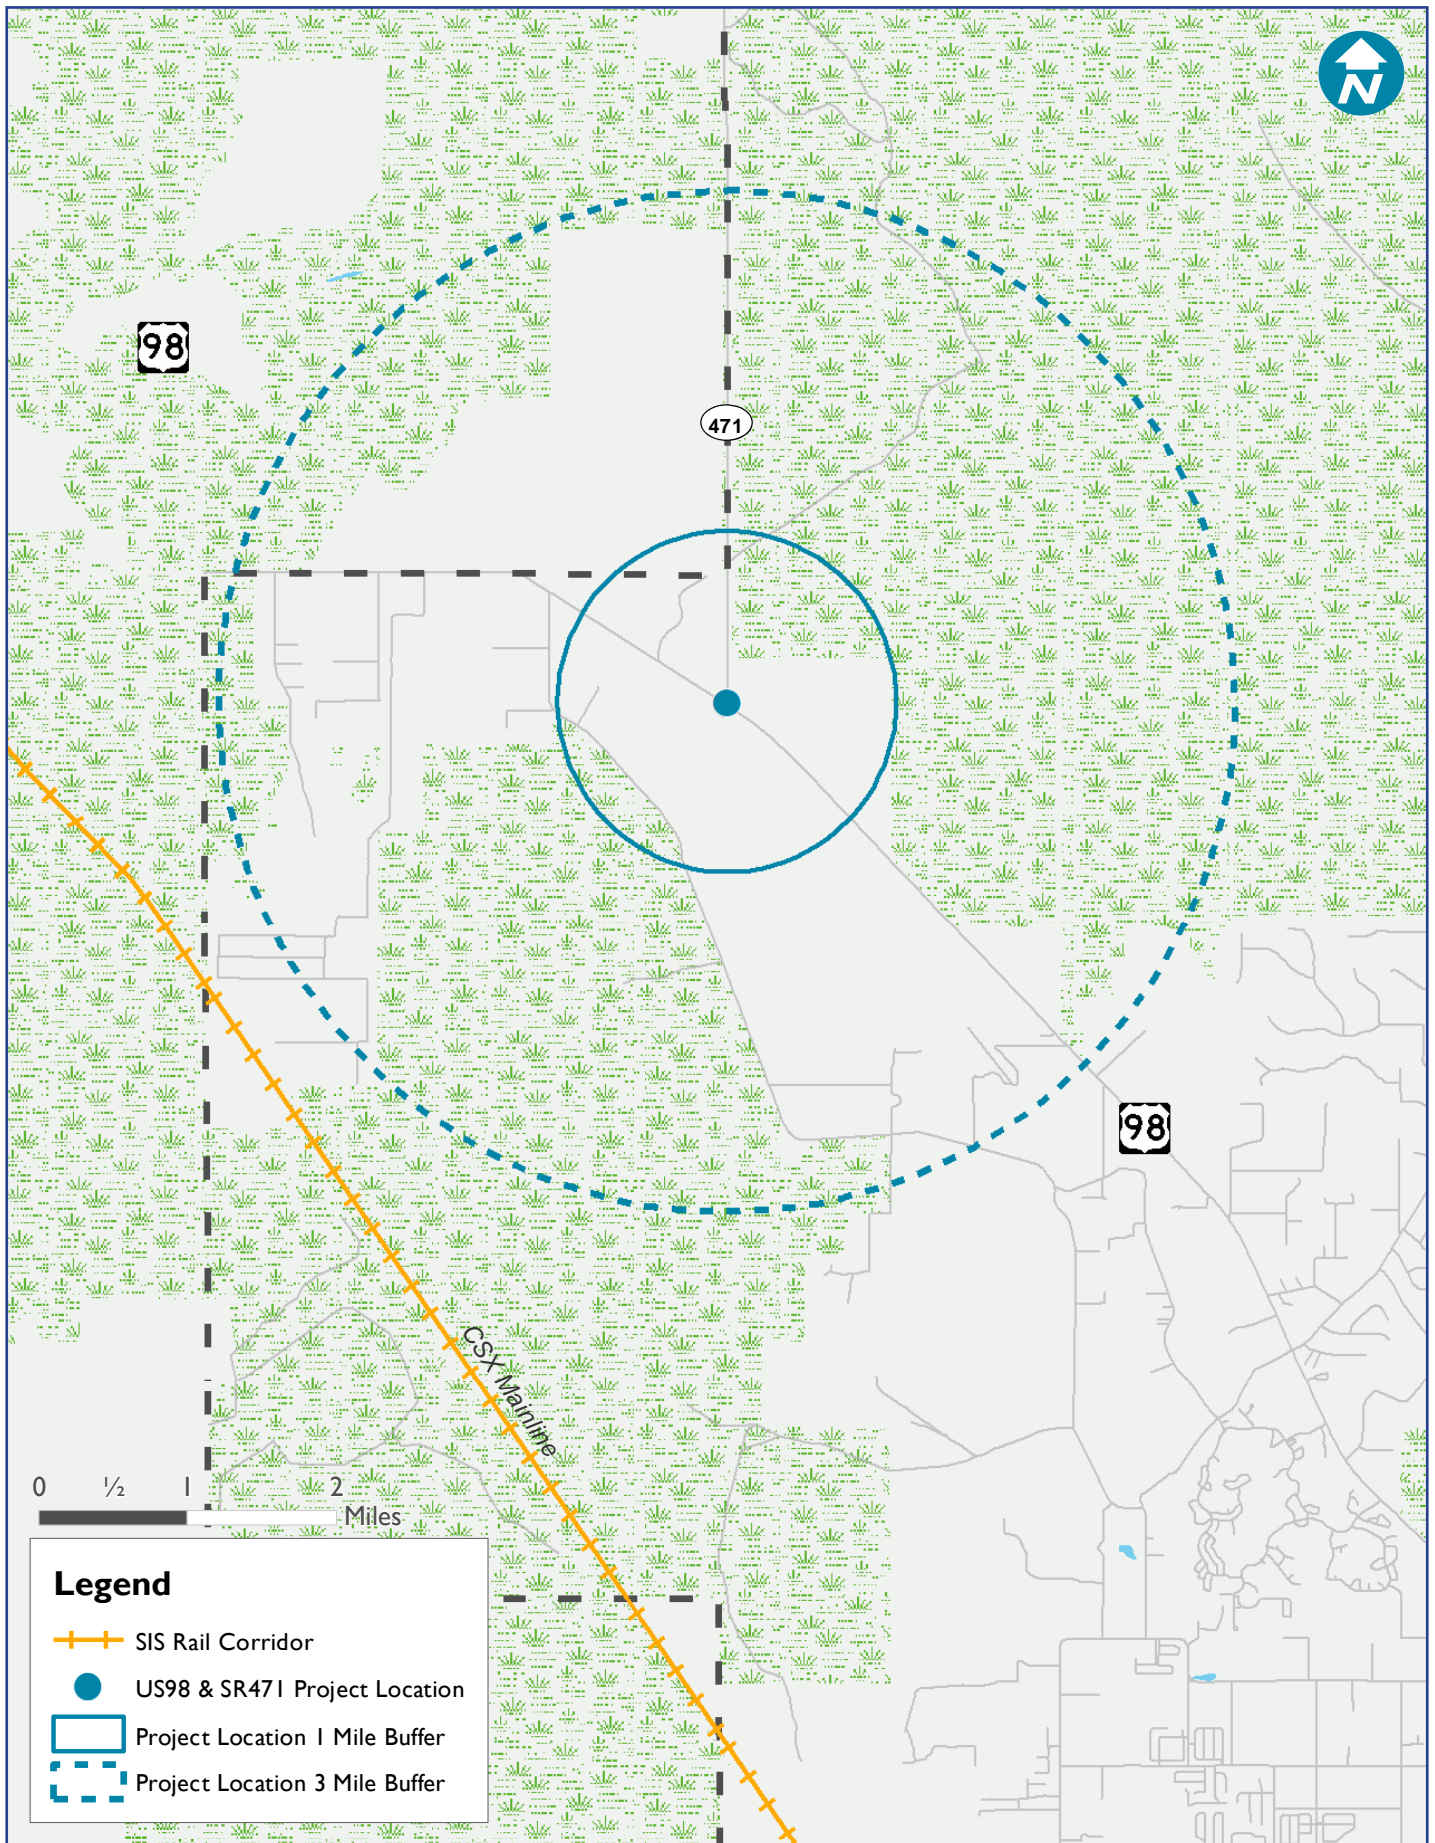 N
98
471
98
CSX Mainline
0 ½ 1 2
Miles
Legend
SIS Rail Corridor
US98 & SR471 Project Location
Project Location 1 Mile Buffer
Project Location 3 Mile Buffer